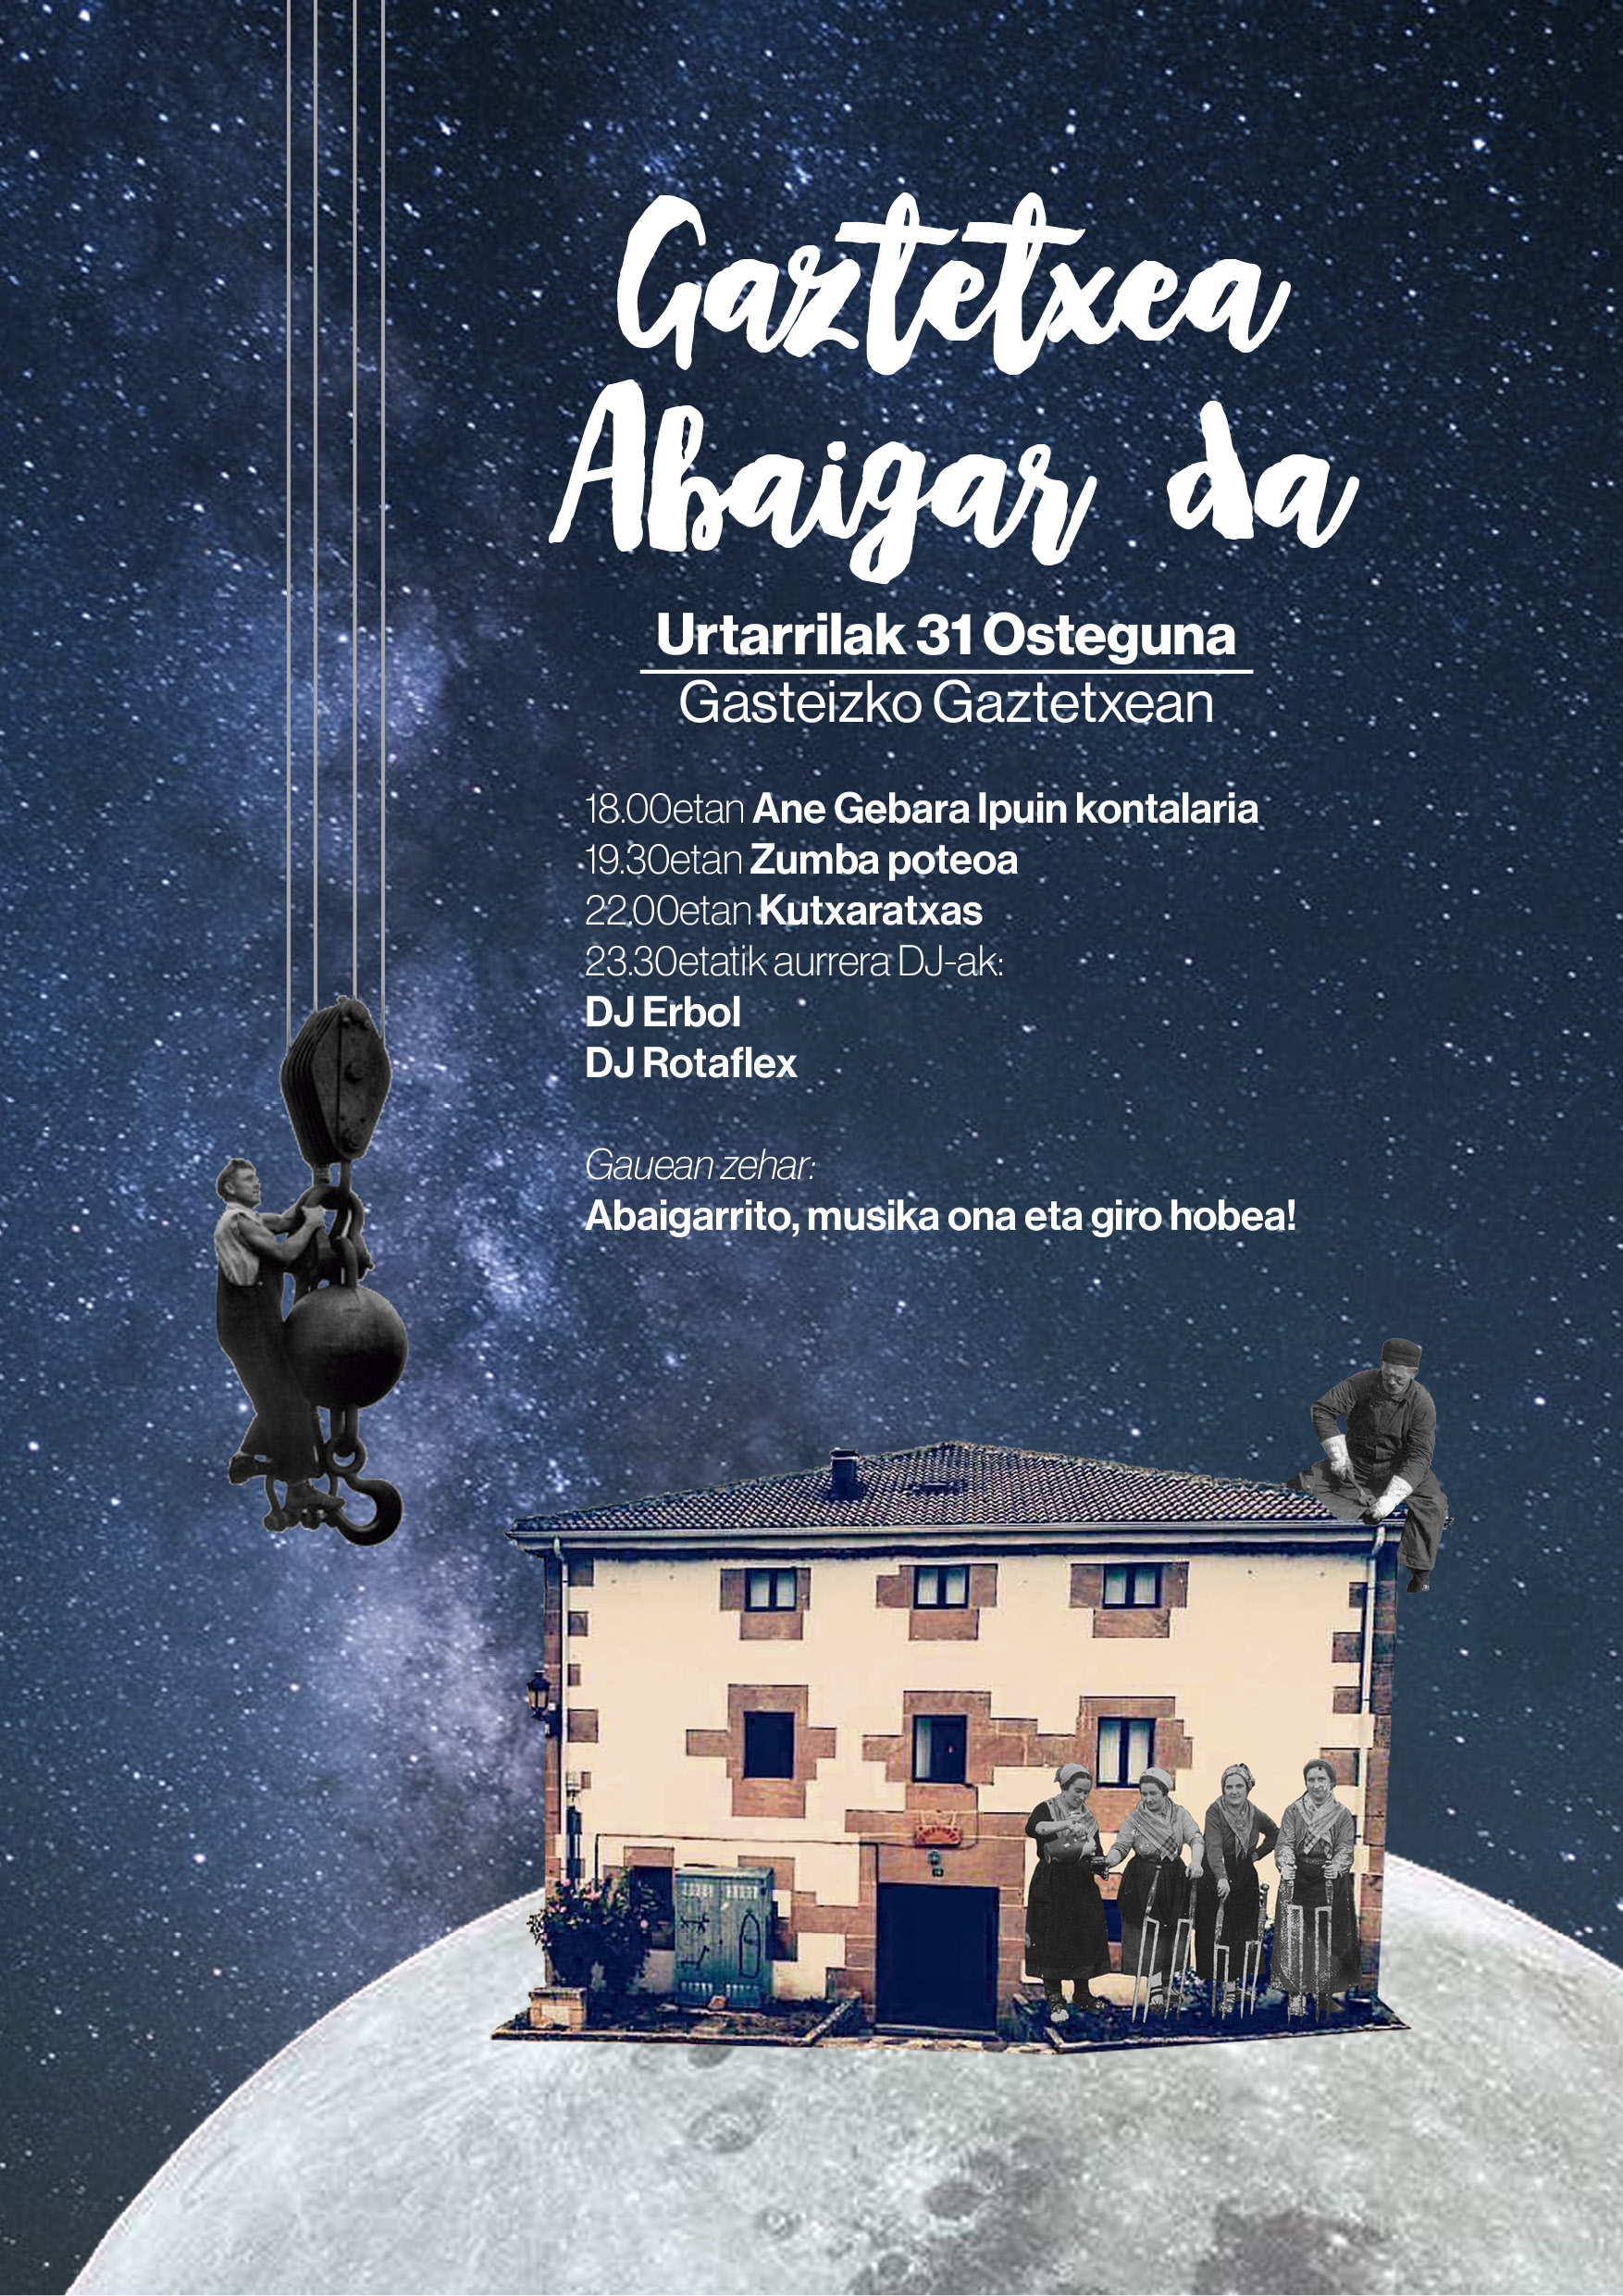 Gaztetxea
Abaigar da
Urtarrilak 31 Osteguna
Gasteizko Gaztetxean
18.00etan Ane Gebara Ipuin kontalaria
19.30etan Zumba poteoa
22.00etan Kutxaratxas
23.30etatik aurrera DJ-ak:
DJ Erbol
DJ Rotaflex
Gauean zehar:
Abaigarrito, musika ona eta giro hobea!